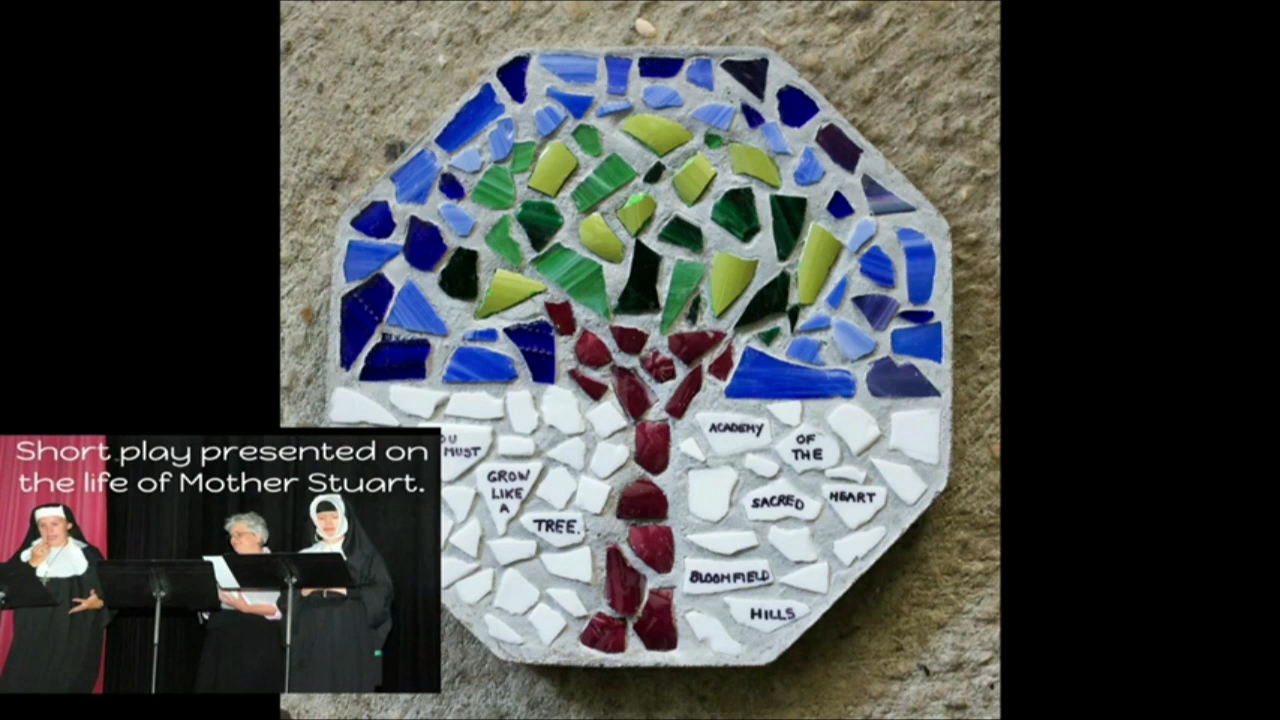 Short play presented on
the life of Mother Stuart.
MUST
GROW
LIKE
A
TREE.
ACADEMY
OF
THE
SACRED
HEART
BLOOMFIELD
HILLS